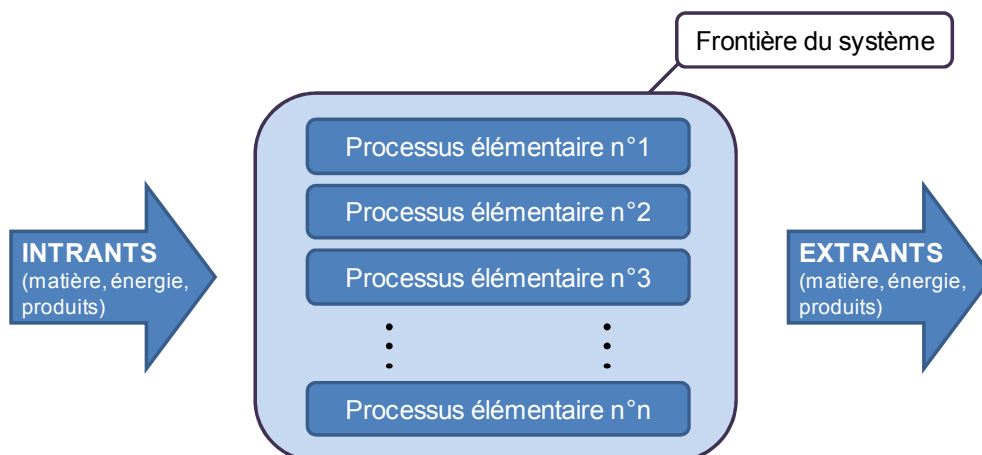 Frontière du système
Processus élémentaire n°1
Processus élémentaire n°2
Processus élémentaire n°3
Processus élémentaire n°n
INTRANTS
(matière, énergie,
produits)
EXTRANTS
(matière, énergie,
produits)